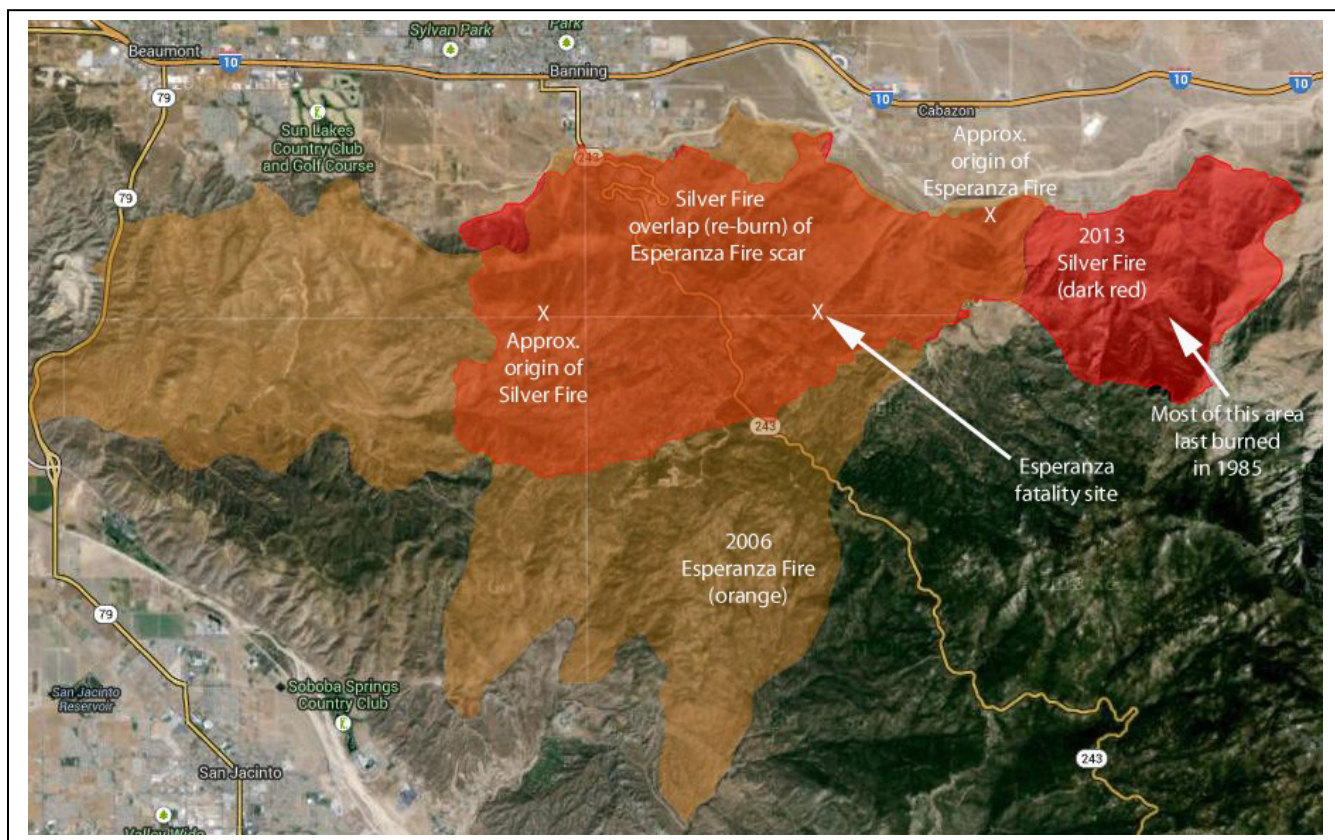 Sylvan Park
Park
Beaumont
10
Banning
10
10
10
79
Cabazon
Sun Lakes
Country Club
and Golf Course
Approx.
origin of
Esperanza Fire
X
243
79
Silver Fire
overlap (re-burn) of
Esperanza Fire scar
2013
Silver Fire
(dark red)
X
Approx.
origin of
Silver Fire
X
Most of this area
last burned
in 1985
243
Esperanza
fatality site
2006
Esperanza Fire
(orange)
79
Soboba Springs
Country Club
San Jacinto
Reservoir
San Jacinto
243
Valley Wide